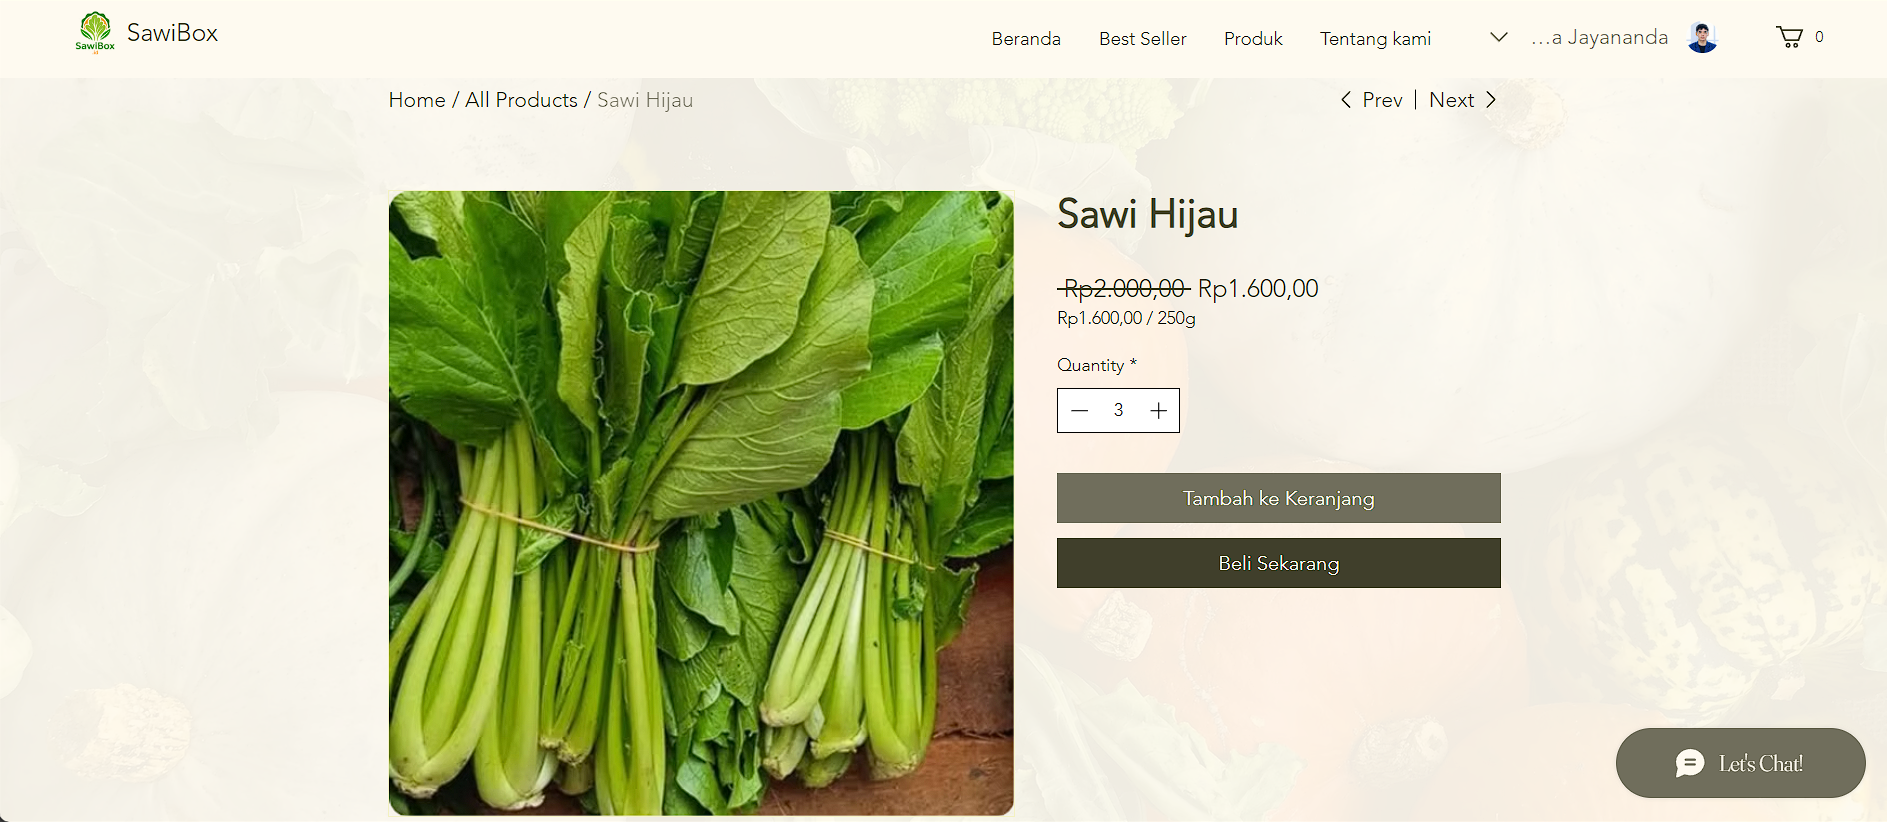 SawiBox
SawiBox
Beranda
Best Seller
Produk
Tentang kami
...a Jayananda
0
Home / All Products / Sawi Hijau
Prev | Next
Sawi Hijau
Rp2.000,00 Rp1.600,00
Rp1.600,00 / 250g
Quantity *
3
Tambah ke Keranjang
Beli Sekarang
Let's Chat!